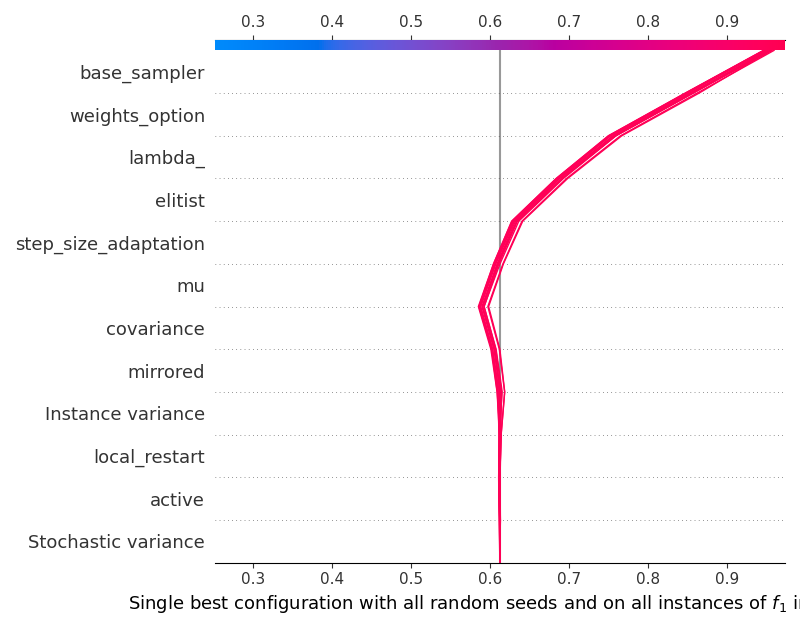 0.3 0.4 0.5 0.6 0.7 0.8 0.9
base_sampler
weights_option
lambda_
elitist
step_size_adaptation
mu
covariance
mirrored
Instance variance
local_restart
active
Stochastic variance
0.3 0.4 0.5 0.6 0.7 0.8 0.9
Single best configuration with all random seeds and on all instances of f₁